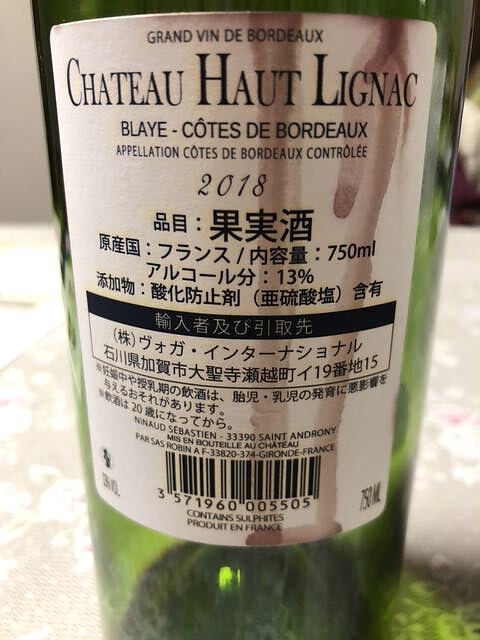 GRAND VIN DE BORDEAUX
CHATEAU HAUT LIGNAC
BLAYE - CÔTES DE BORDEAUX
APPELLATION CÔTES DE BORDEAUX CONTRÔLÉE
2018
品目：果実酒
原産国：フランス / 内容量：750ml
アルコール分：13%
添加物：酸化防止剤（亜硫酸塩）含有
輸入者及び引取先
(株)ヴォガ・インターナショナル
石川県加賀市大聖寺瀬越町イ19番地15
※妊娠中や授乳期の飲酒は、胎児・乳児の発育に悪影響を
与えるおそれがあります。
※飲酒は20歳になってから。
NINAUD SÉBASTIEN - 33390 SAINT ANDRONY
MIS EN BOUTEILLE AU CHÂTEAU
PAR SAS ROBIN A F-33820-374-GIRONDE-FRANCE
3 571960 005505
13% VOL.
750 ML
CONTAINS SULPHITES
PRODUIT EN FRANCE